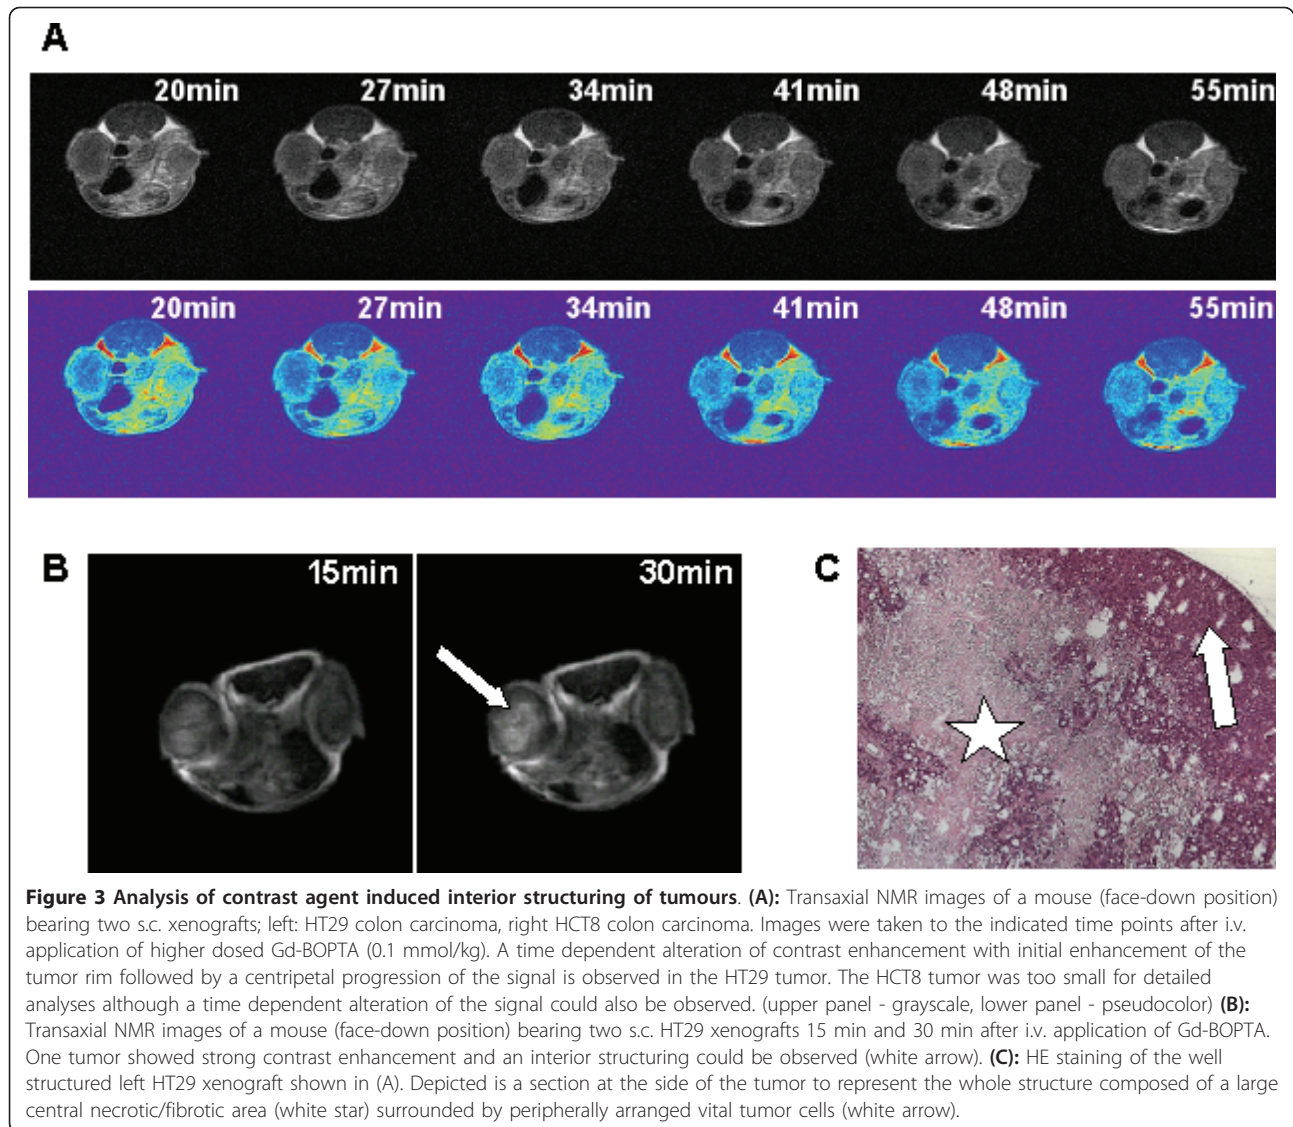 A
20min 27min 34min 41min 48min 55min
20min 27min 34min 41min 48min 55min
B 15min 30min C
Figure 3 Analysis of contrast agent induced interior structuring of tumours. (A): Transaxial NMR images of a mouse (face-down position)
bearing two s.c. xenografts; left: HT29 colon carcinoma, right HCT8 colon carcinoma. Images were taken to the indicated time points after i.v.
application of higher dosed Gd-BOPTA (0.1 mmol/kg). A time dependent alteration of contrast enhancement with initial enhancement of the
tumor rim followed by a centripetal progression of the signal is observed in the HT29 tumor. The HCT8 tumor was too small for detailed
analyses although a time dependent alteration of the signal could also be observed. (upper panel - grayscale, lower panel - pseudocolor) (B):
Transaxial NMR images of a mouse (face-down position) bearing two s.c. HT29 xenografts 15 min and 30 min after i.v. application of Gd-BOPTA.
One tumor showed strong contrast enhancement and an interior structuring could be observed (white arrow). (C): HE staining of the well
structured left HT29 xenograft shown in (A). Depicted is a section at the side of the tumor to represent the whole structure composed of a large
central necrotic/fibrotic area (white star) surrounded by peripherally arranged vital tumor cells (white arrow).